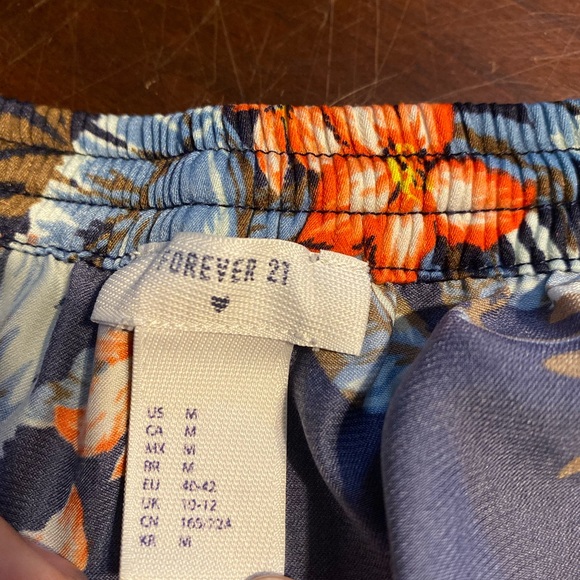 FOREVER 21
US M
CA M
MX M
BR M
EU 40-42
UK 10-12
CN 165/72A
KR M